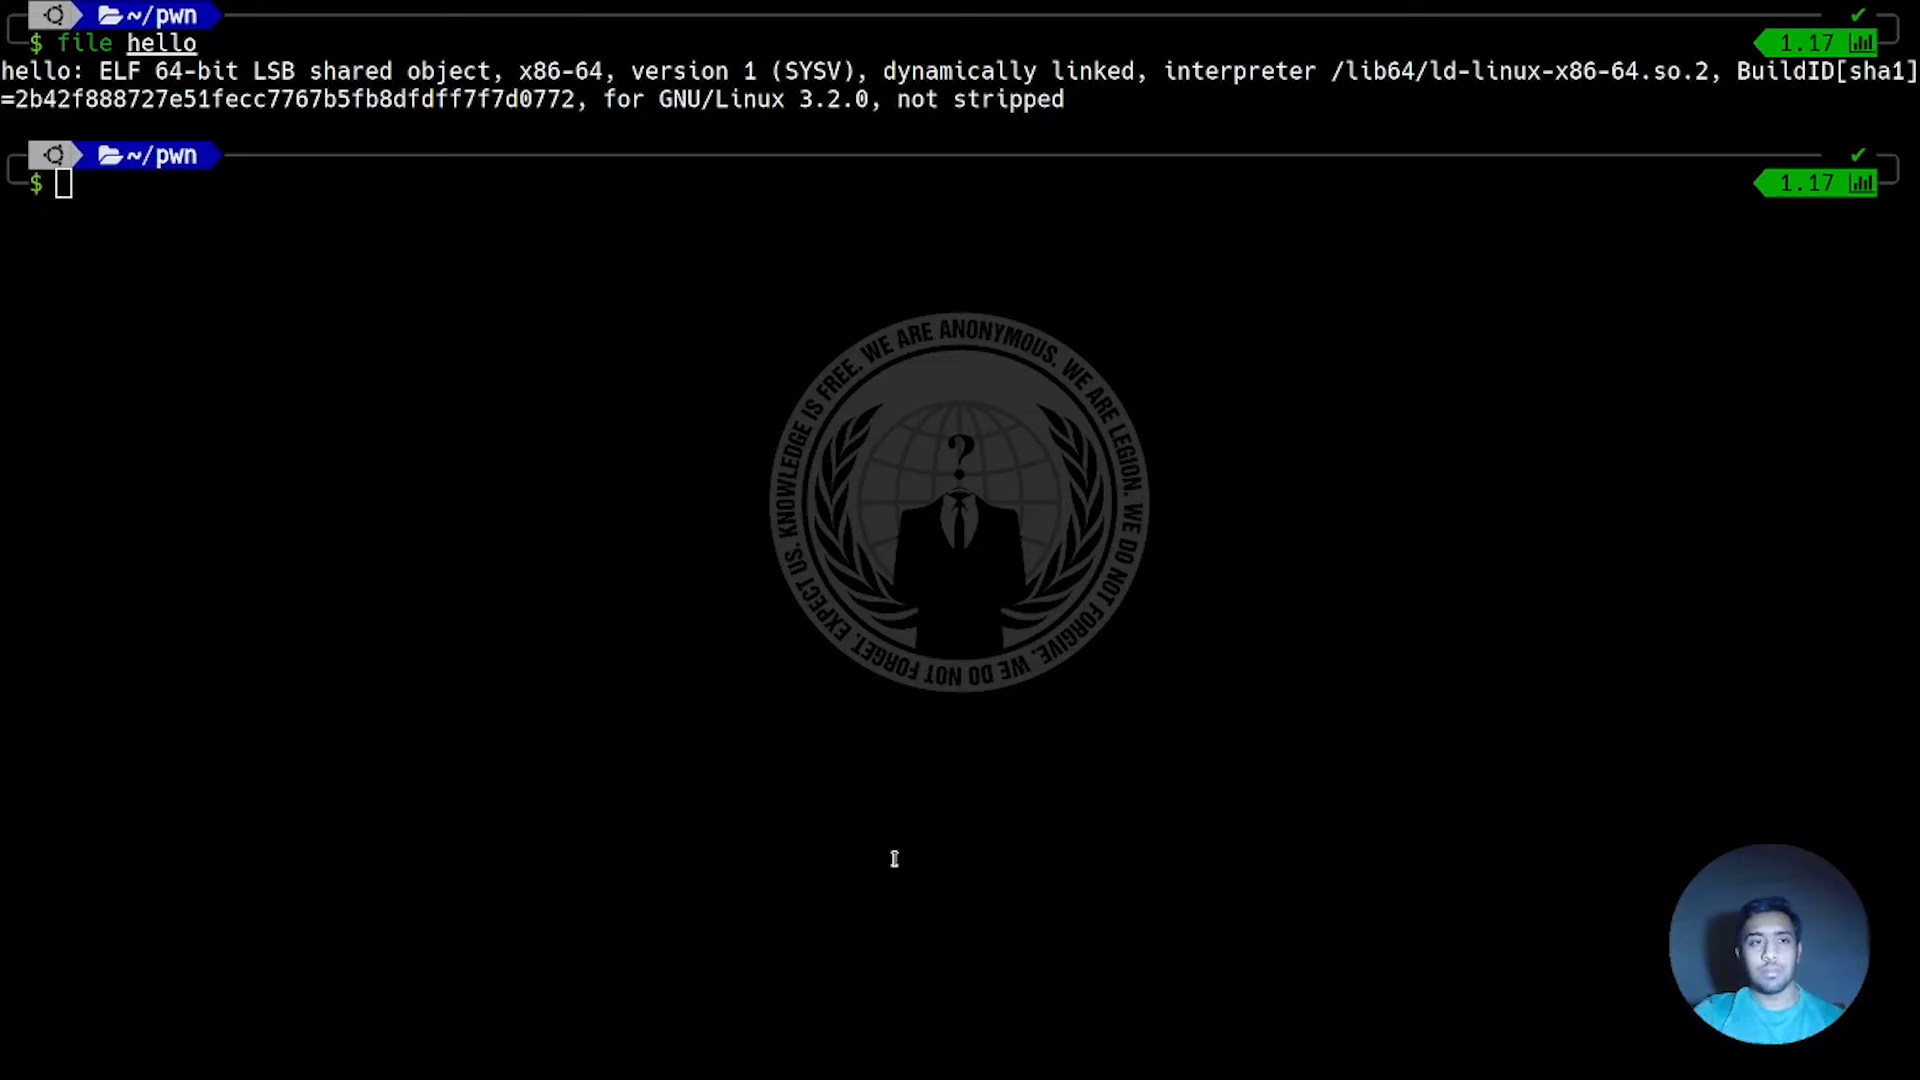 ~/pwn ✔
$ file hello 1.17
hello: ELF 64-bit LSB shared object, x86-64, version 1 (SYSV), dynamically linked, interpreter /lib64/ld-linux-x86-64.so.2, BuildID[sha1]
=2b42f888727e51fecc7767b5fb8dfdff7f7d0772, for GNU/Linux 3.2.0, not stripped
~/pwn ✔
$ 1.17
KNOWLEDGE IS FREE. WE ARE ANONYMOUS. WE ARE LEGION. WE DO NOT FORGIVE. WE DO NOT FORGET. EXPECT US.
?